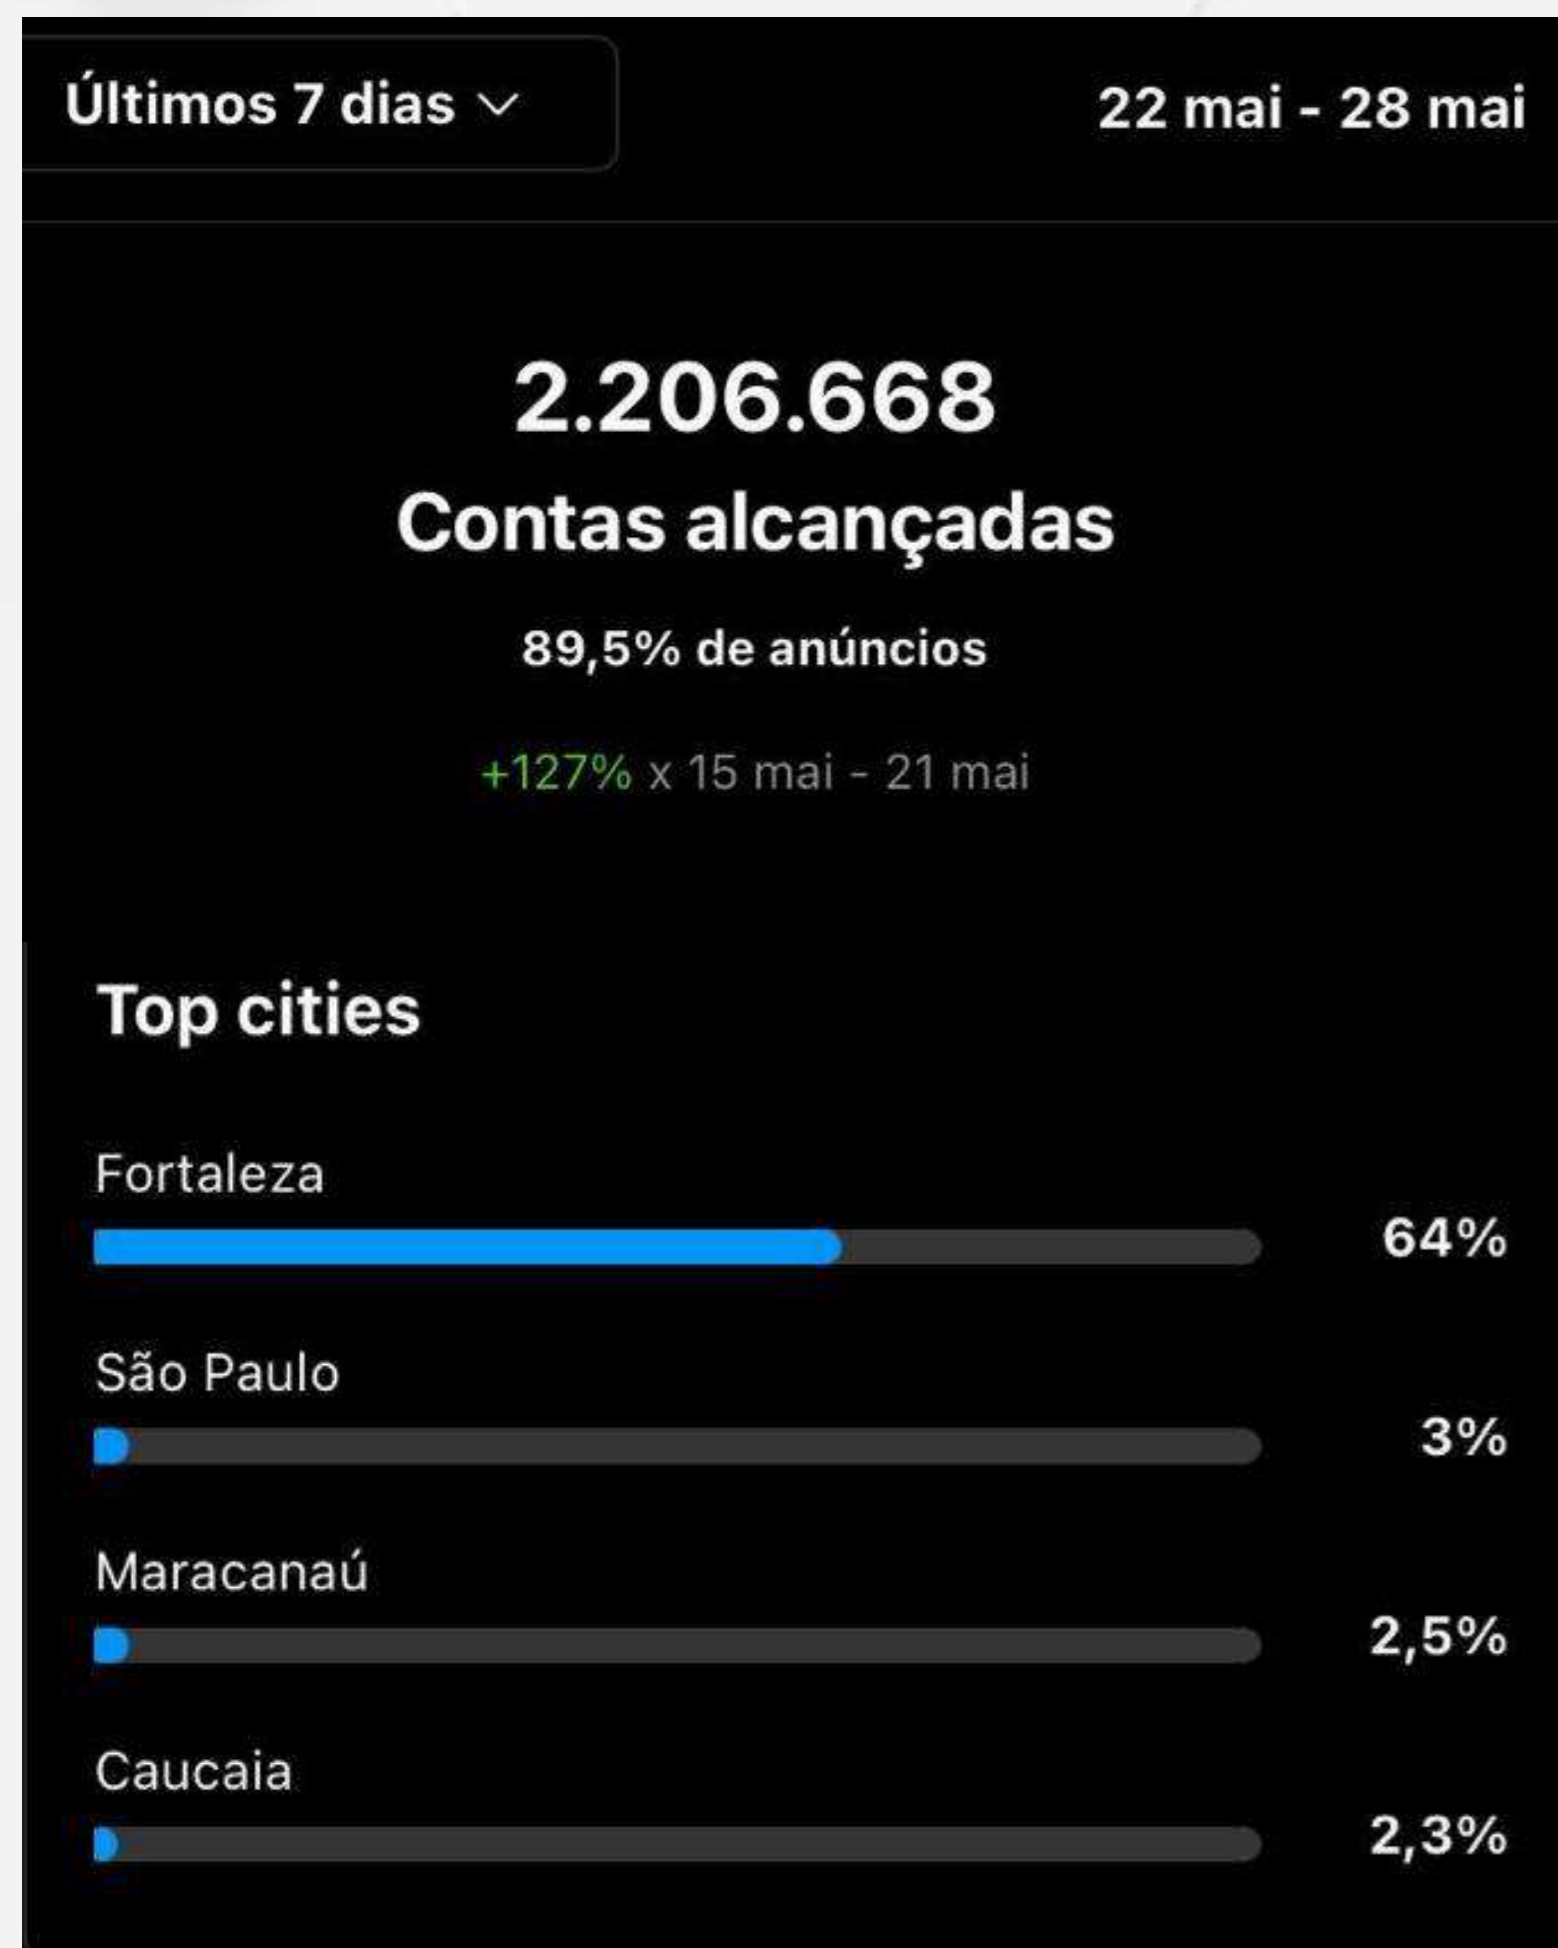 Últimos 7 dias
22 mai - 28 mai
2.206.668
Contas alcançadas
89,5% de anúncios
+127% x 15 mai - 21 mai
Top cities
Fortaleza
64%
São Paulo
3%
Maracanaú
2,5%
Caucaia
2,3%